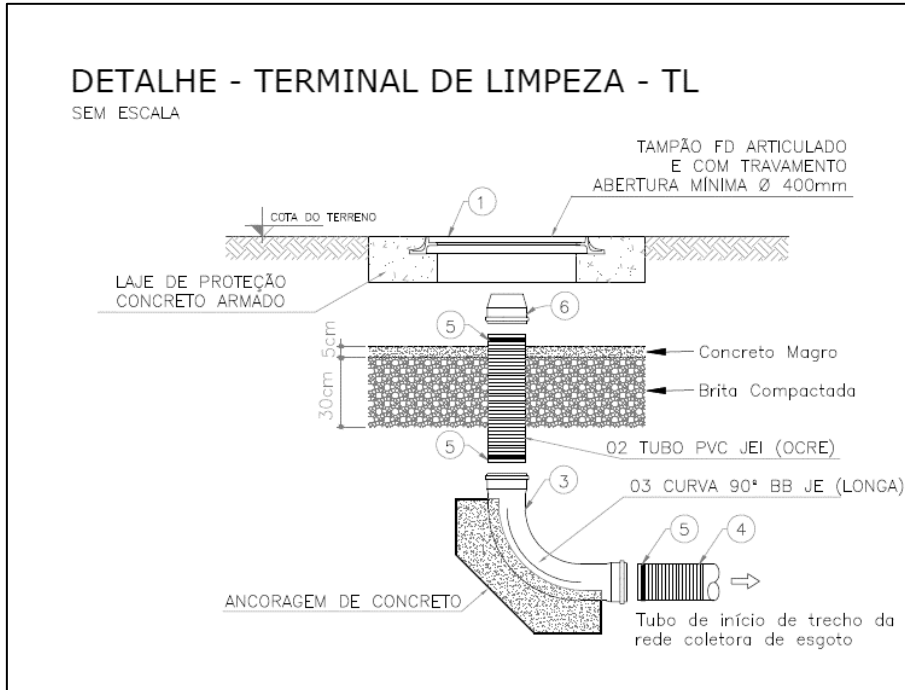 DETALHE - TERMINAL DE LIMPEZA - TL
SEM ESCALA
TAMPÃO FD ARTICULADO
E COM TRAVAMENTO
ABERTURA MÍNIMA Ø 400mm
1
COTA DO TERRENO
LAJE DE PROTEÇÃO
CONCRETO ARMADO
6
5
5cm
Concreto Magro
30cm
Brita Compactada
5
02 TUBO PVC JEI (OCRE)
3
03 CURVA 90º BB JE (LONGA)
5
4
ANCORAGEM DE CONCRETO
Tubo de início de trecho da
rede coletora de esgoto